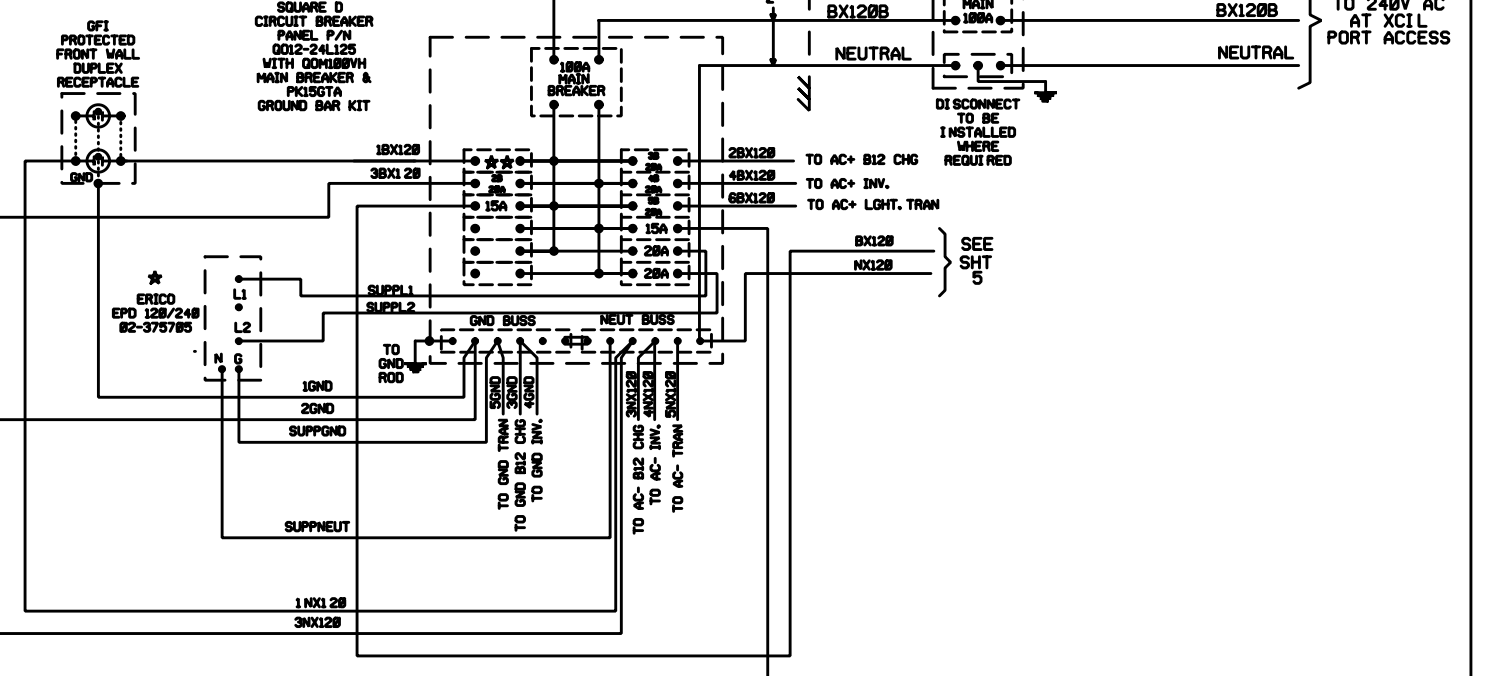 SQUARE D
CIRCUIT BREAKER
PANEL P/N
QO12-24L125
WITH QOM100VH
MAIN BREAKER &
PK15GTA
GROUND BAR KIT
GFI
PROTECTED
FRONT WALL
DUPLEX
RECEPTACLE
GND
100A
MAIN
BREAKER
BX120B
NEUTRAL
MAIN
100A
BX120B
NEUTRAL
TO 240V AC
AT XCIL
PORT ACCESS
DISCONNECT
TO BE
INSTALLED
WHERE
REQUIRED
1BX120
3BX120
20A
15A
20A
20A
20A
15A
20A
20A
2BX120
4BX120
6BX120
TO AC+ B12 CHG
TO AC+ INV.
TO AC+ LGHT.TRAN
BX120
NX120
SEE
SHT
5
ERICO
EPD 120/240
02-375705
L1
L2
N G
SUPPL1
SUPPL2
GND BUSS
NEUT BUSS
TO
GND
ROD
1GND
2GND
SUPPGND
5GND
3GND
4GND
TO GND TRAN
TO GND B12 CHG
TO GND INV.
3NX120
4NX120
5NX120
TO AC- B12 CHG
TO AC- INV.
TO AC- TRAN
SUPPNEUT
1NX120
3NX120